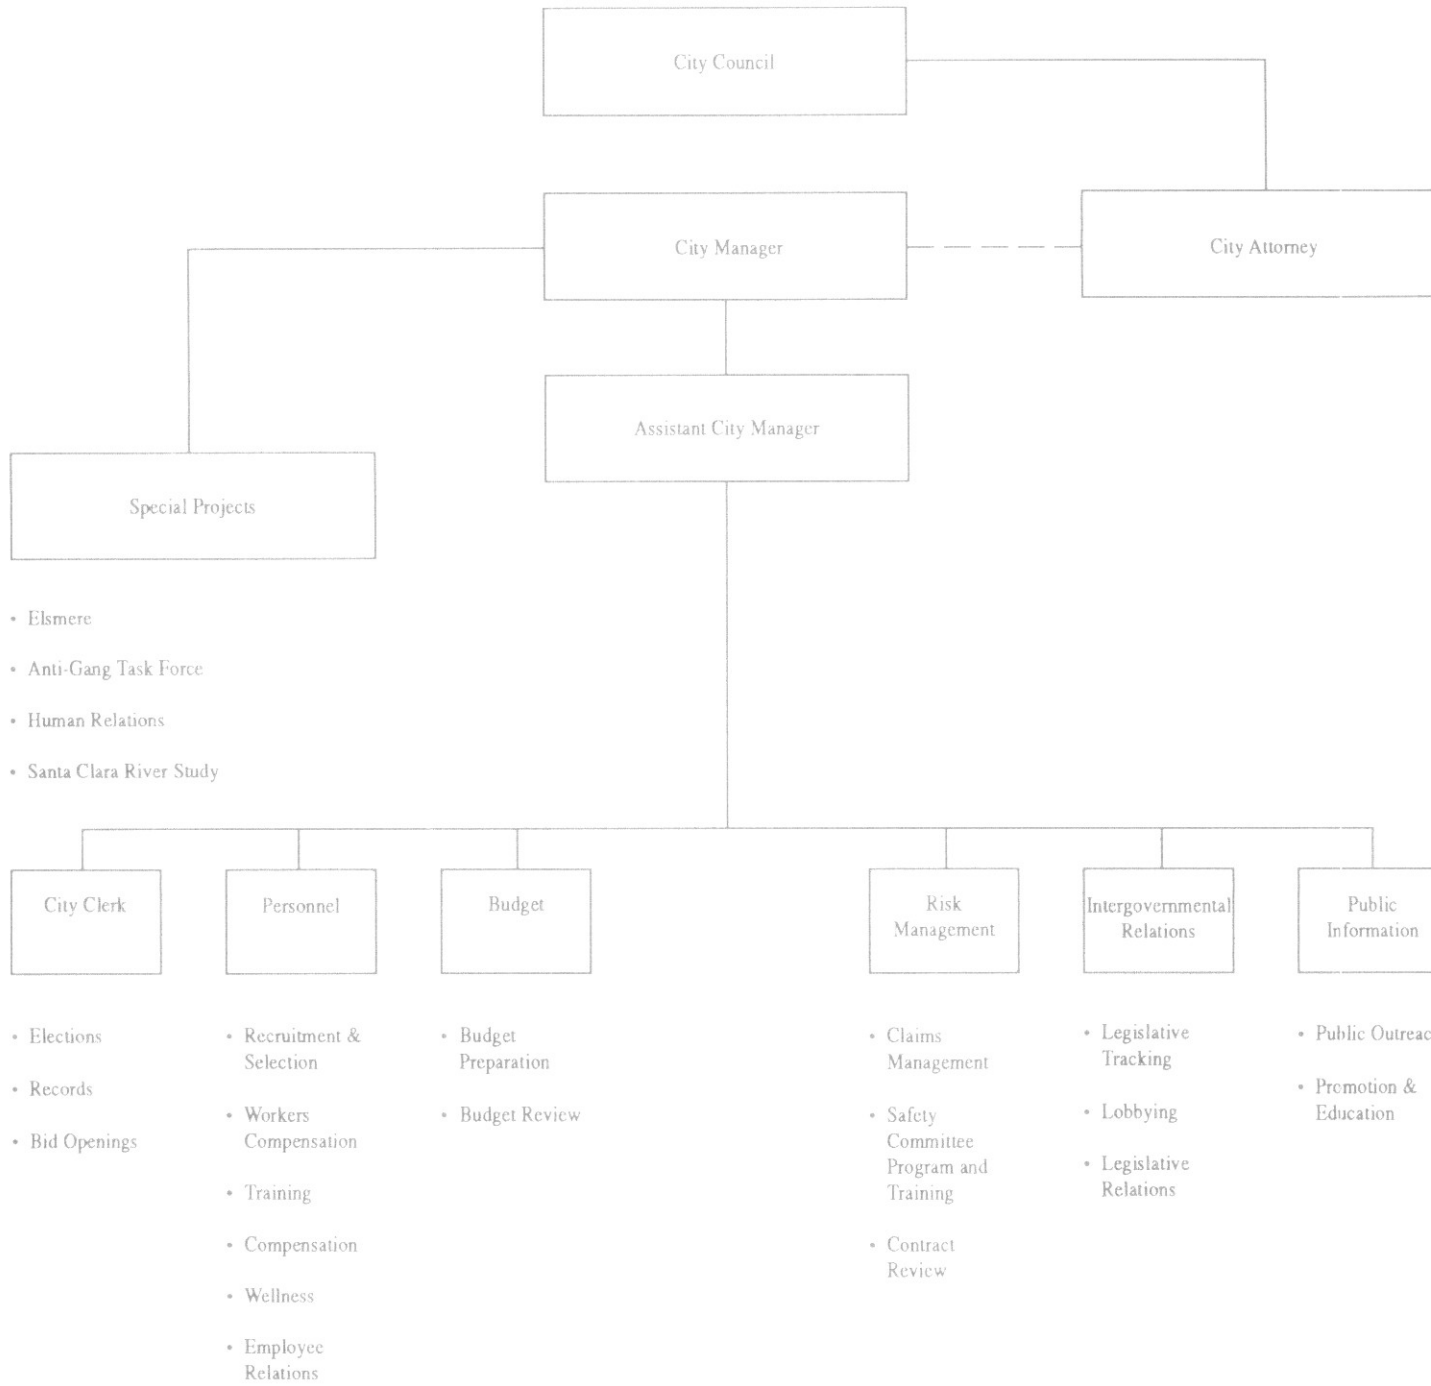 City Council
City Manager
City Attorney
Assistant City Manager
Special Projects
• Elsmere
• Anti-Gang Task Force
• Human Relations
• Santa Clara River Study
City Clerk
• Elections
• Records
• Bid Openings
Personnel
• Recruitment &
Selection
• Workers
Compensation
• Training
• Compensation
• Wellness
• Employee
Relations
Budget
• Budget
Preparation
• Budget Review
Risk
Management
• Claims
Management
• Safety
Committee
Program and
Training
• Contract
Review
Intergovernmental
Relations
• Legislative
Tracking
• Lobbying
• Legislative
Relations
Public
Information
• Public Outreac
• Promotion &
Education